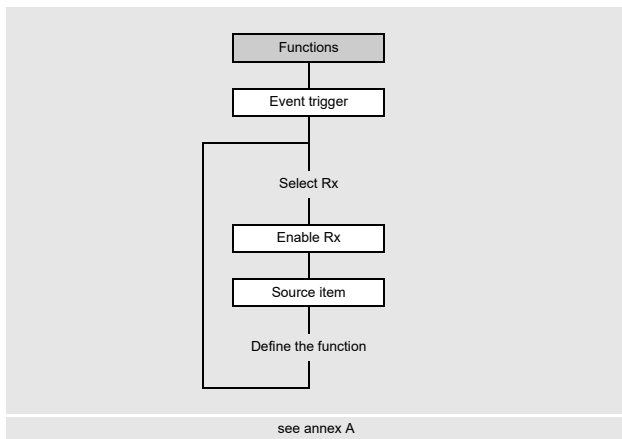 Functions
Event trigger
Select Rx
Enable Rx
Source item
Define the function
see annex A